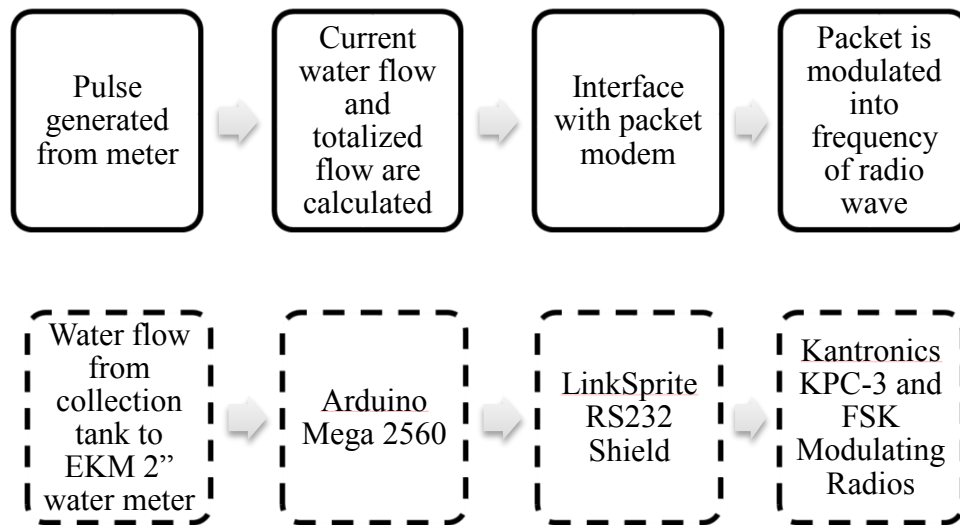 Pulse
generated
from meter
Current
water flow
and
totalized
flow are
calculated
Interface
with packet
modem
Packet is
modulated
into
frequency
of radio
wave
Water flow
from
collection
tank to
EKM 2”
water meter
Arduino
Mega 2560
LinkSprite
RS232
Shield
Kantronics
KPC-3 and
FSK
Modulating
Radios